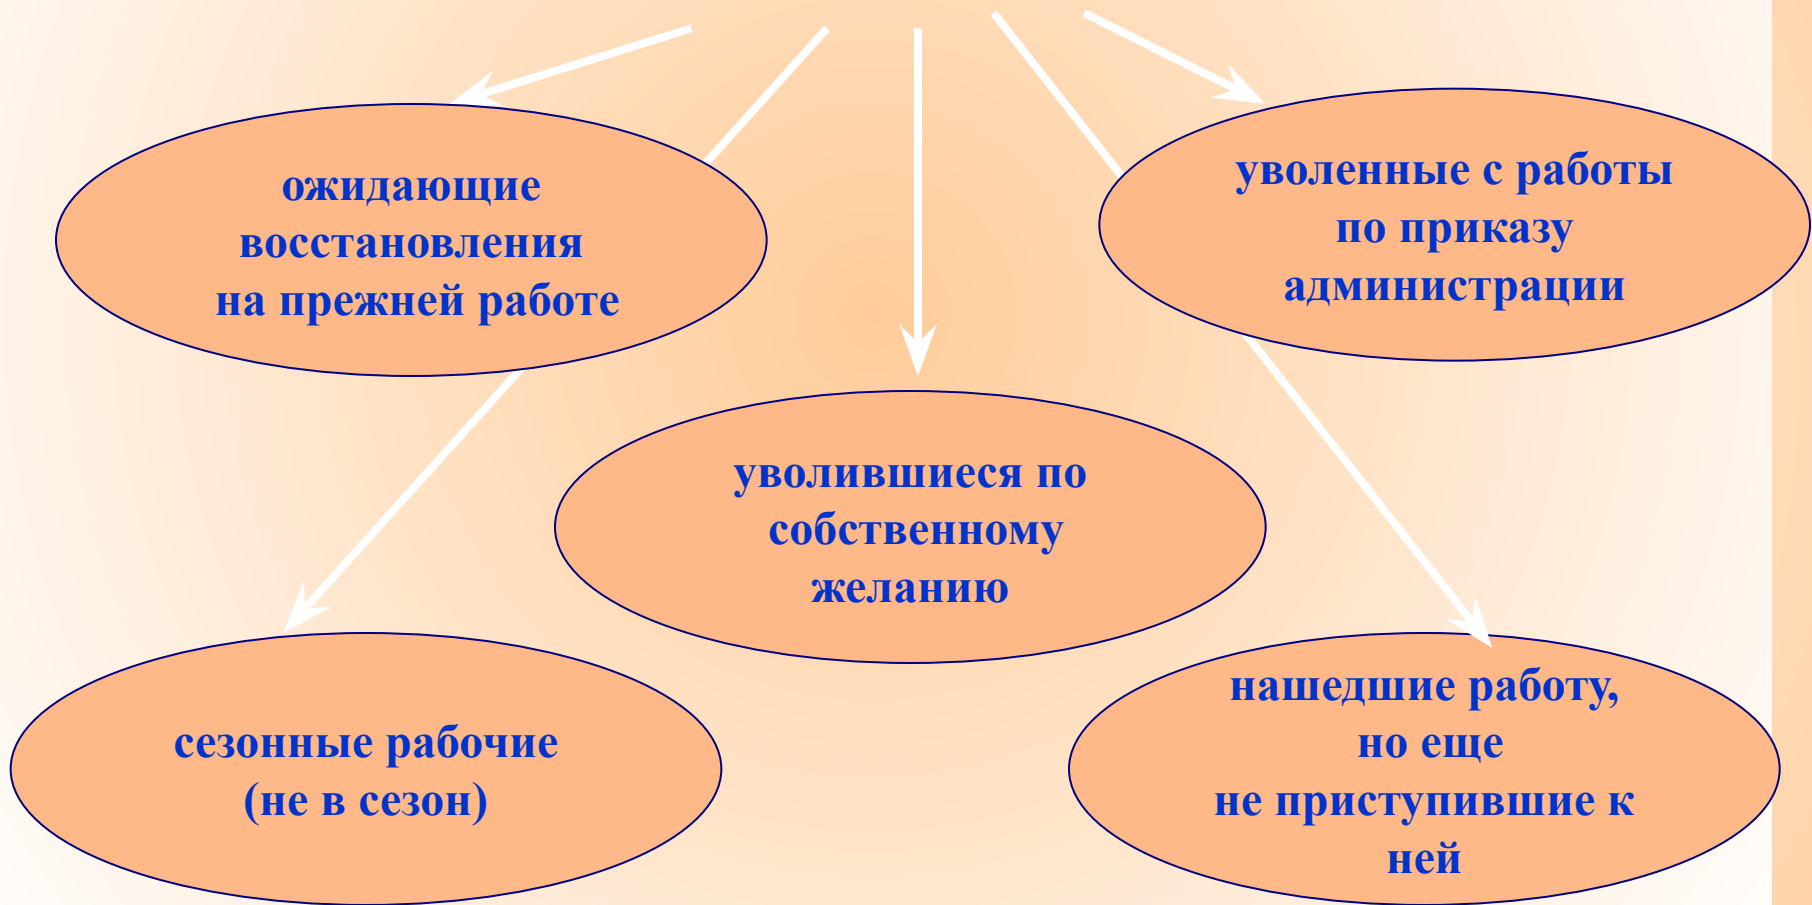 ожидающие
восстановления
на прежней работе
уволенные с работы
по приказу
администрации
уволившиеся по
собственному
желанию
сезонные рабочие
(не в сезон)
нашедшие работу,
но еще
не приступившие к
ней